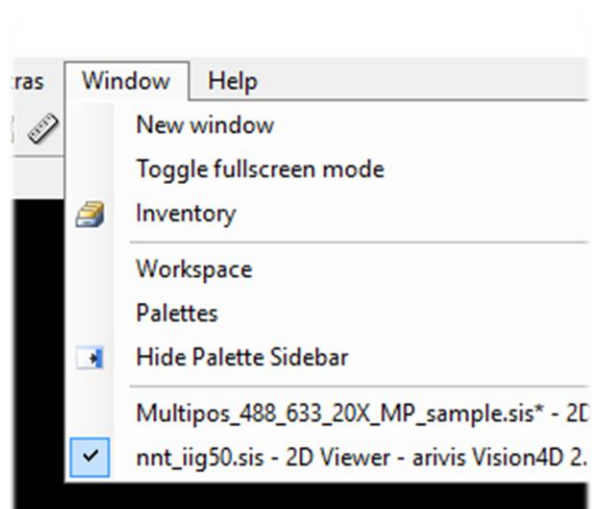 ras Window Help
New window
Toggle fullscreen mode
Inventory
Workspace
Palettes
Hide Palette Sidebar
Multipos_488_633_20X_MP_sample.sis* - 2D
nnt_iig50.sis - 2D Viewer - arivis Vision4D 2.